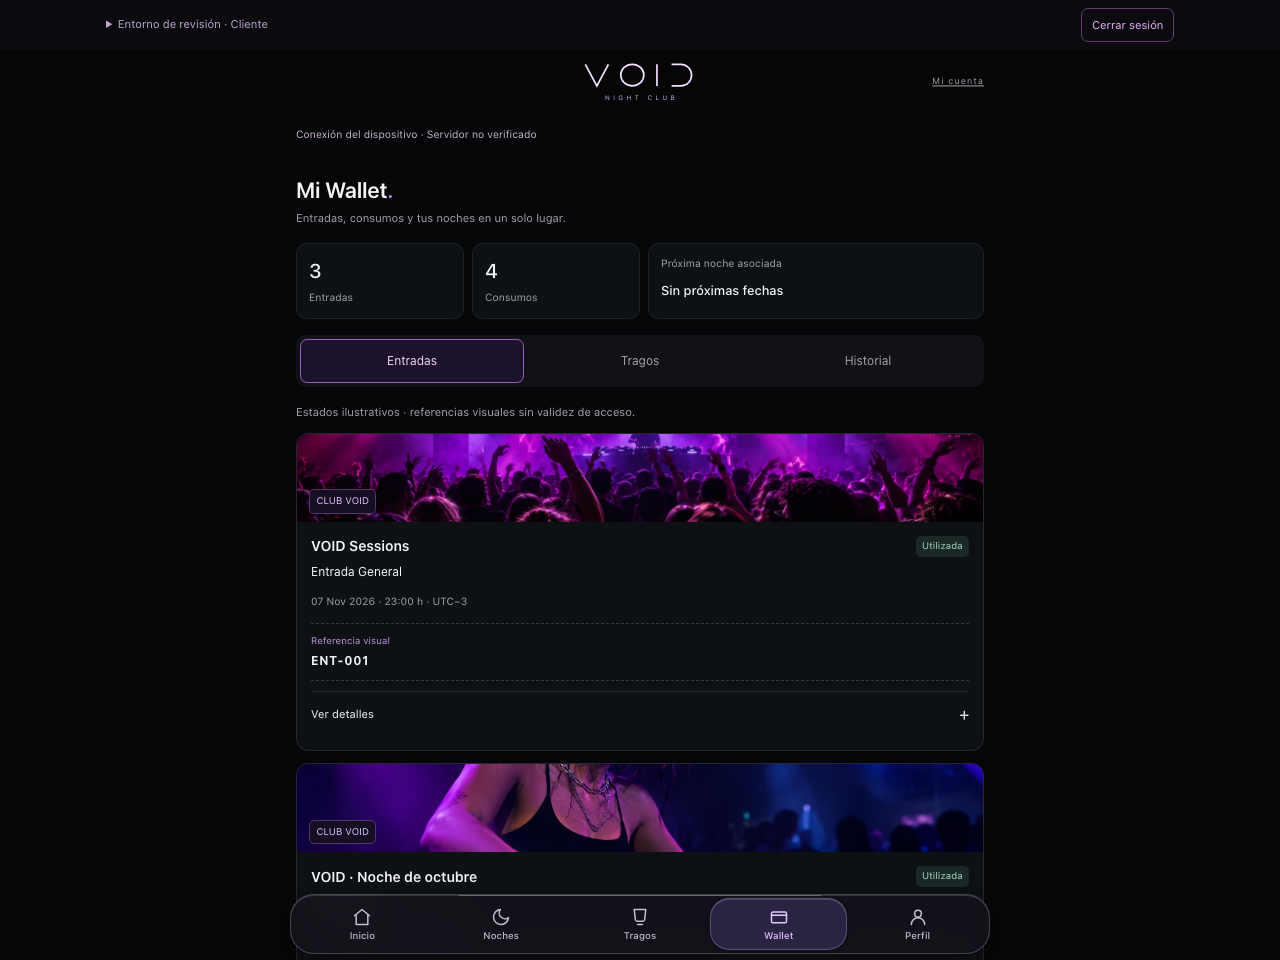 Entorno de revisión · Cliente
Cerrar sesión
VOID
NIGHT CLUB
Mi cuenta
Conexión del dispositivo · Servidor no verificado
Mi Wallet.
Entradas, consumos y tus noches en un solo lugar.
3
Entradas
4
Consumos
Próxima noche asociada
Sin próximas fechas
Entradas
Tragos
Historial
Estados ilustrativos · referencias visuales sin validez de acceso.
CLUB VOID
VOID Sessions
Utilizada
Entrada General
07 Nov 2026 · 23:00 h · UTC−3
Referencia visual
ENT-001
Ver detalles
+
CLUB VOID
VOID · Noche de octubre
Utilizada
Inicio
Noches
Tragos
Wallet
Perfil